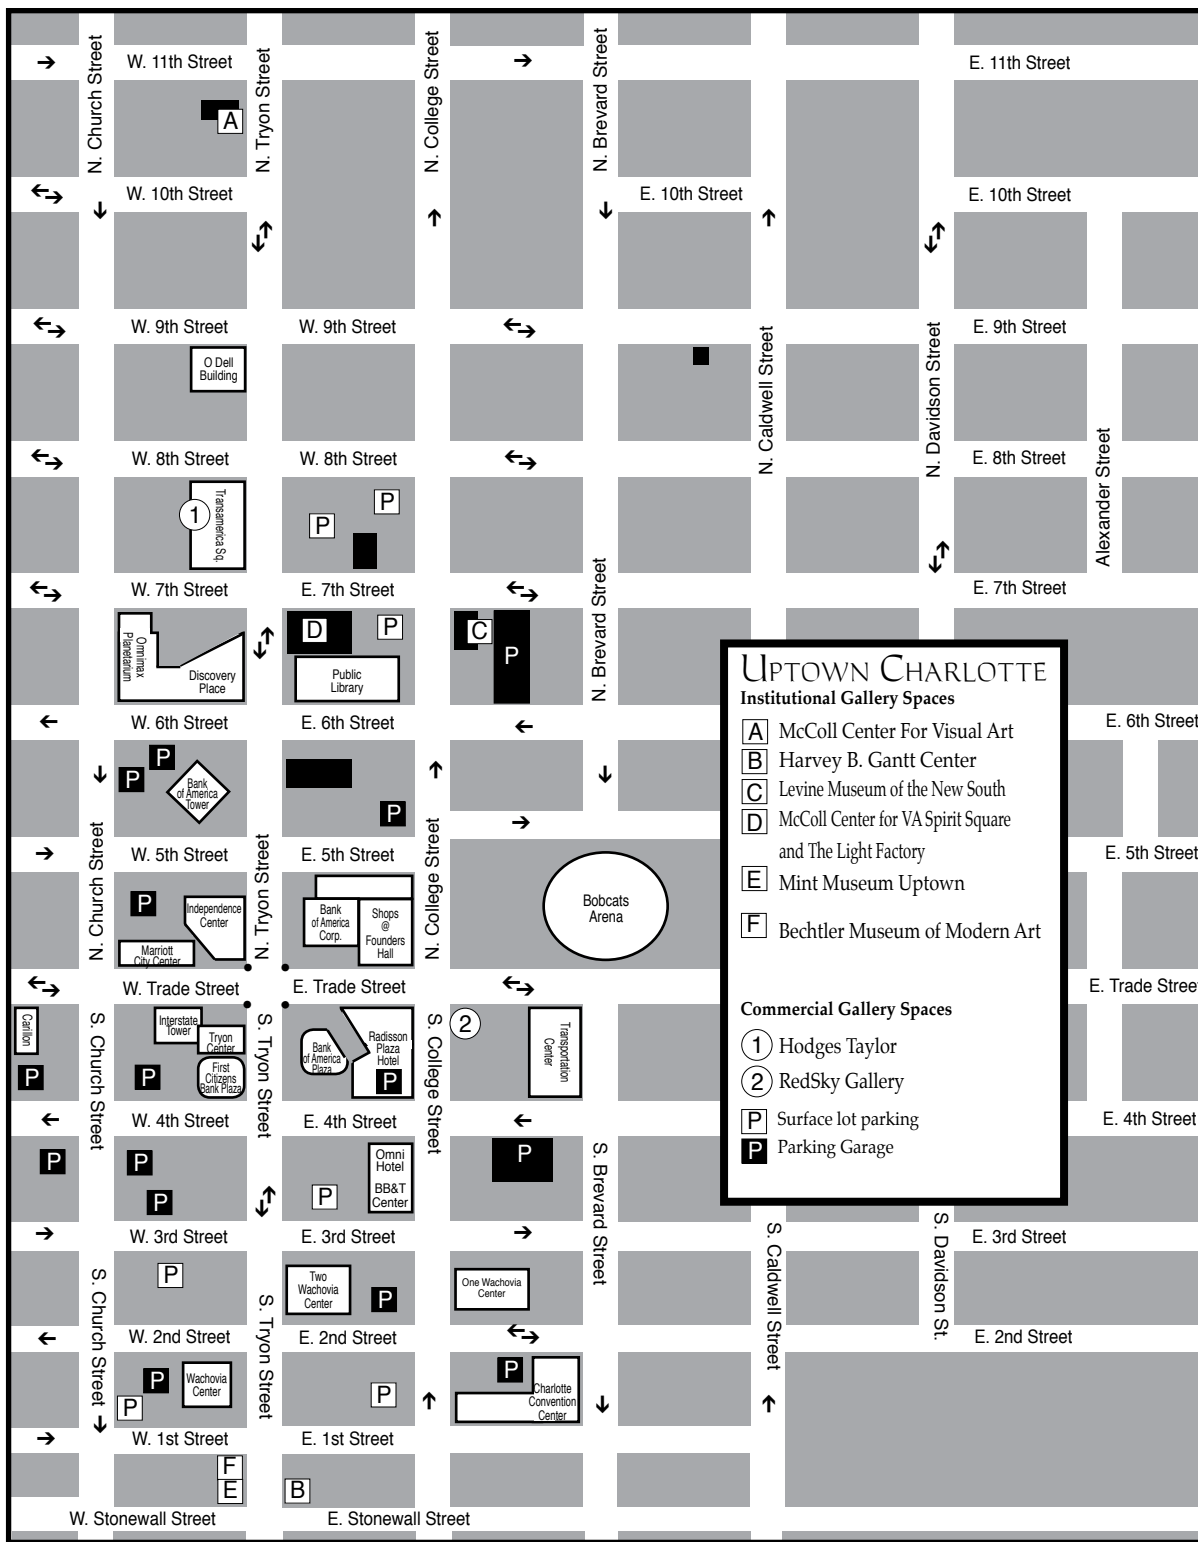 W. 11th Street
E. 11th Street
N. Church Street
N. Tryon Street
N. College Street
N. Brevard Street
A
W. 10th Street
E. 10th Street
E. 10th Street
W. 9th Street
W. 9th Street
E. 9th Street
O Dell
Building
N. Caldwell Street
N. Davidson Street
Alexander Street
W. 8th Street
W. 8th Street
E. 8th Street
1
Transamerica Sq.
P
P
W. 7th Street
E. 7th Street
E. 7th Street
N. Brevard Street
Omnimax
Planetarium
Discovery
Place
D
P
Public
Library
C
P
W. 6th Street
E. 6th Street
E. 6th Street
P
P
Bank
of America
Tower
P
N. Church Street
N. Tryon Street
N. College Street
W. 5th Street
E. 5th Street
E. 5th Street
P
Independence
Center
Marriott
City Center
Bank
of America
Corp.
Shops
@
Founders
Hall
Bobcats
Arena
W. Trade Street
E. Trade Street
E. Trade Street
Carillon
P
S. Church Street
Interstate
Tower
Tryon
Center
First
Citizens
Bank Plaza
P
S. Tryon Street
Bank
of America
Plaza
Radisson
Plaza
Hotel
P
S. College Street
2
Transportation
Center
W. 4th Street
E. 4th Street
E. 4th Street
P
P
P
P
Omni
Hotel
BB&T
Center
P
S. Brevard Street
W. 3rd Street
E. 3rd Street
E. 3rd Street
S. Church Street
P
S. Tryon Street
Two
Wachovia
Center
P
One Wachovia
Center
S. Caldwell Street
S. Davidson St.
W. 2nd Street
E. 2nd Street
E. 2nd Street
P
P
Wachovia
Center
P
P
Charlotte
Convention
Center
W. 1st Street
E. 1st Street
F
E
B
W. Stonewall Street
E. Stonewall Street
UPTOWN CHARLOTTE
Institutional Gallery Spaces
A McColl Center For Visual Art
B Harvey B. Gantt Center
C Levine Museum of the New South
D McColl Center for VA Spirit Square
and The Light Factory
E Mint Museum Uptown
F Bechtler Museum of Modern Art
Commercial Gallery Spaces
1 Hodges Taylor
2 RedSky Gallery
P Surface lot parking
P Parking Garage